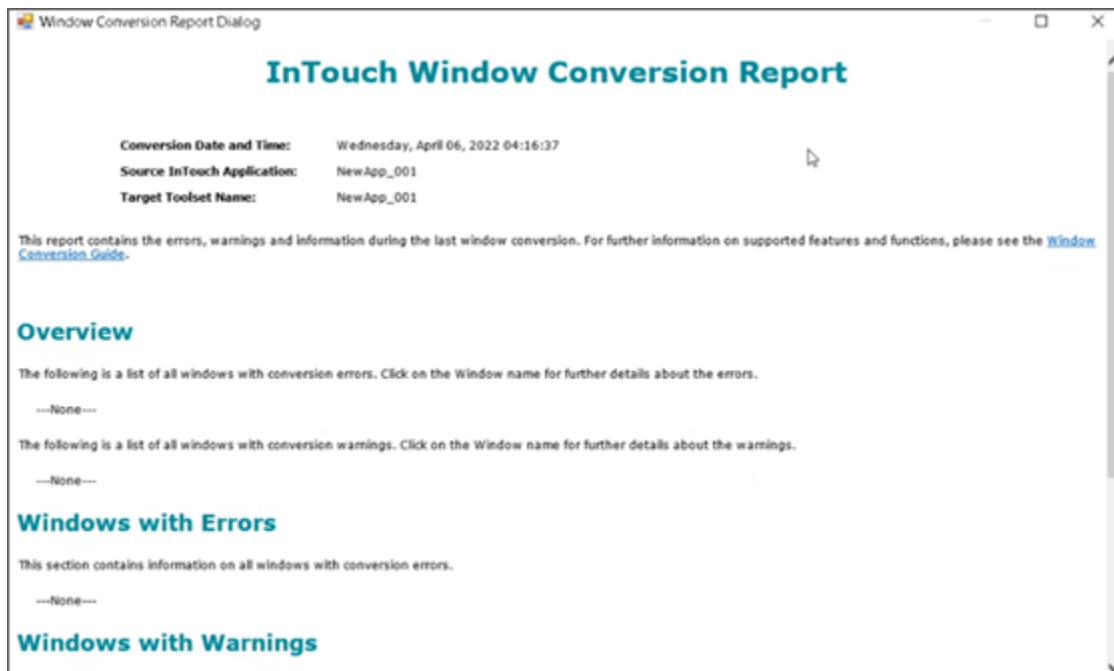 Window Conversion Report Dialog
InTouch Window Conversion Report
Conversion Date and Time: Wednesday, April 06, 2022 04:16:37
Source InTouch Application: NewApp_001
Target Toolset Name: NewApp_001
This report contains the errors, warnings and information during the last window conversion. For further information on supported features and functions, please see the Window
Conversion Guide.
Overview
The following is a list of all windows with conversion errors. Click on the Window name for further details about the errors.
---None---
The following is a list of all windows with conversion warnings. Click on the Window name for further details about the warnings.
---None---
Windows with Errors
This section contains information on all windows with conversion errors.
---None---
Windows with Warnings